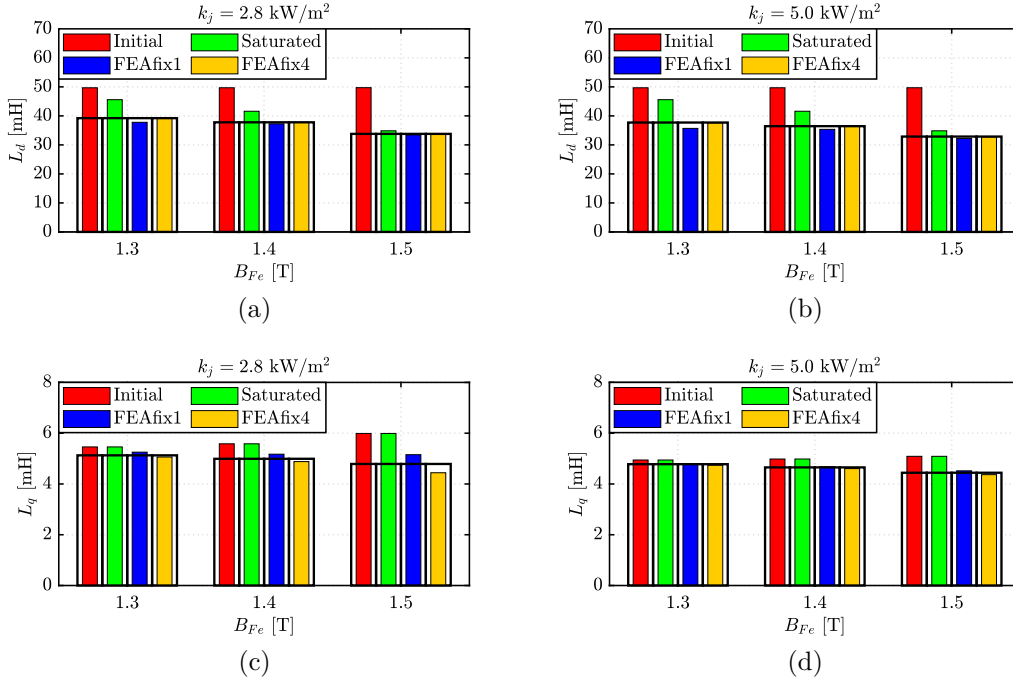 k_j = 2.8 kW/m²
70
60
50
40
30
20
10
0
L_d [mH]
Initial
Saturated
FEAfix1
FEAfix4
1.3
1.4
1.5
B_Fe [T]
(a)
k_j = 5.0 kW/m²
70
60
50
40
30
20
10
0
L_d [mH]
Initial
Saturated
FEAfix1
FEAfix4
1.3
1.4
1.5
B_Fe [T]
(b)
k_j = 2.8 kW/m²
8
6
4
2
0
L_q [mH]
Initial
Saturated
FEAfix1
FEAfix4
1.3
1.4
1.5
B_Fe [T]
(c)
k_j = 5.0 kW/m²
8
6
4
2
0
L_q [mH]
Initial
Saturated
FEAfix1
FEAfix4
1.3
1.4
1.5
B_Fe [T]
(d)